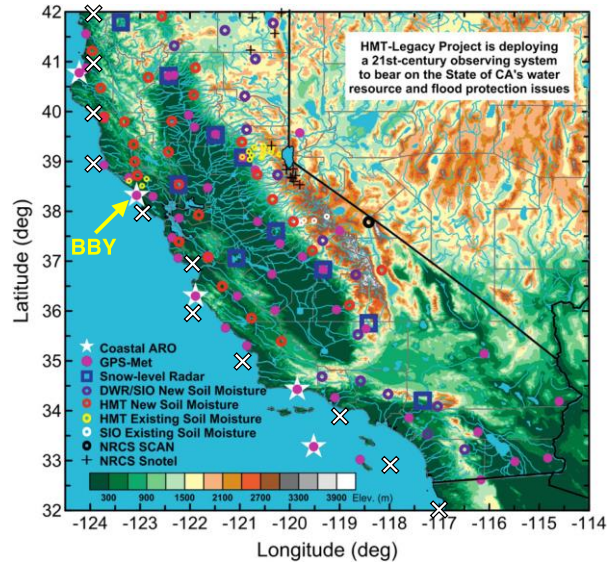 42
41
40
39
38
37
36
35
34
33
32
Latitude (deg)
HMT-Legacy Project is deploying
a 21st-century observing system
to bear on the State of CA's water
resource and flood protection issues
BBY
Coastal ARO
GPS-Met
Snow-level Radar
DWR/SIO New Soil Moisture
HMT New Soil Moisture
HMT Existing Soil Moisture
SIO Existing Soil Moisture
NRCS SCAN
NRCS Snotel
300 900 1500 2100 2700 3300 3900 Elev. (m)
-124 -123 -122 -121 -120 -119 -118 -117 -116 -115 -114
Longitude (deg)